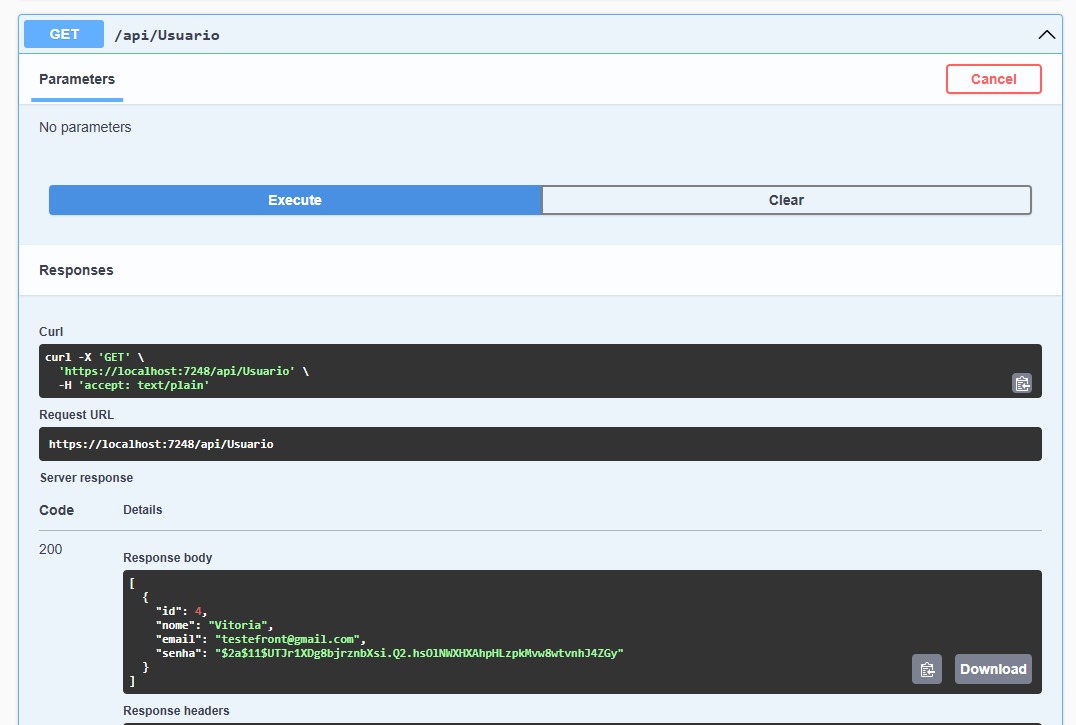 GET /api/Usuario
Parameters
Cancel
No parameters
Execute
Clear
Responses
Curl
curl -X 'GET' \
'https://localhost:7248/api/Usuario' \
-H 'accept: text/plain'
Request URL
https://localhost:7248/api/Usuario
Server response
Code Details
200
Response body
[
{
"id": 4,
"nome": "Vitoria",
"email": "testefront@gmail.com",
"senha": "$2a$11$UTJr1XDg8bjrznbXsi.Q2.hsOlNWXHXAhpHLzpkMvw8wtvnhJ4ZGy"
}
]
Download
Response headers